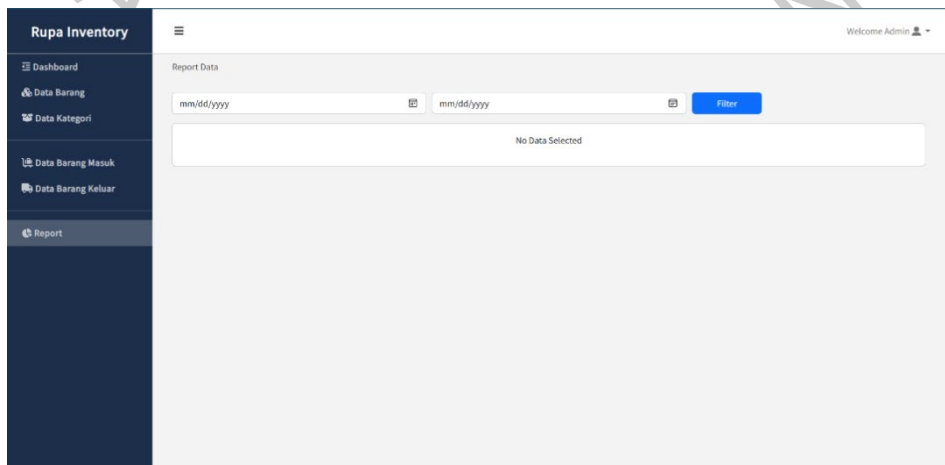 Rupa Inventory
Welcome Admin
Dashboard
Data Barang
Data Kategori
Data Barang Masuk
Data Barang Keluar
Report
Report Data
mm/dd/yyyy
mm/dd/yyyy
Filter
No Data Selected